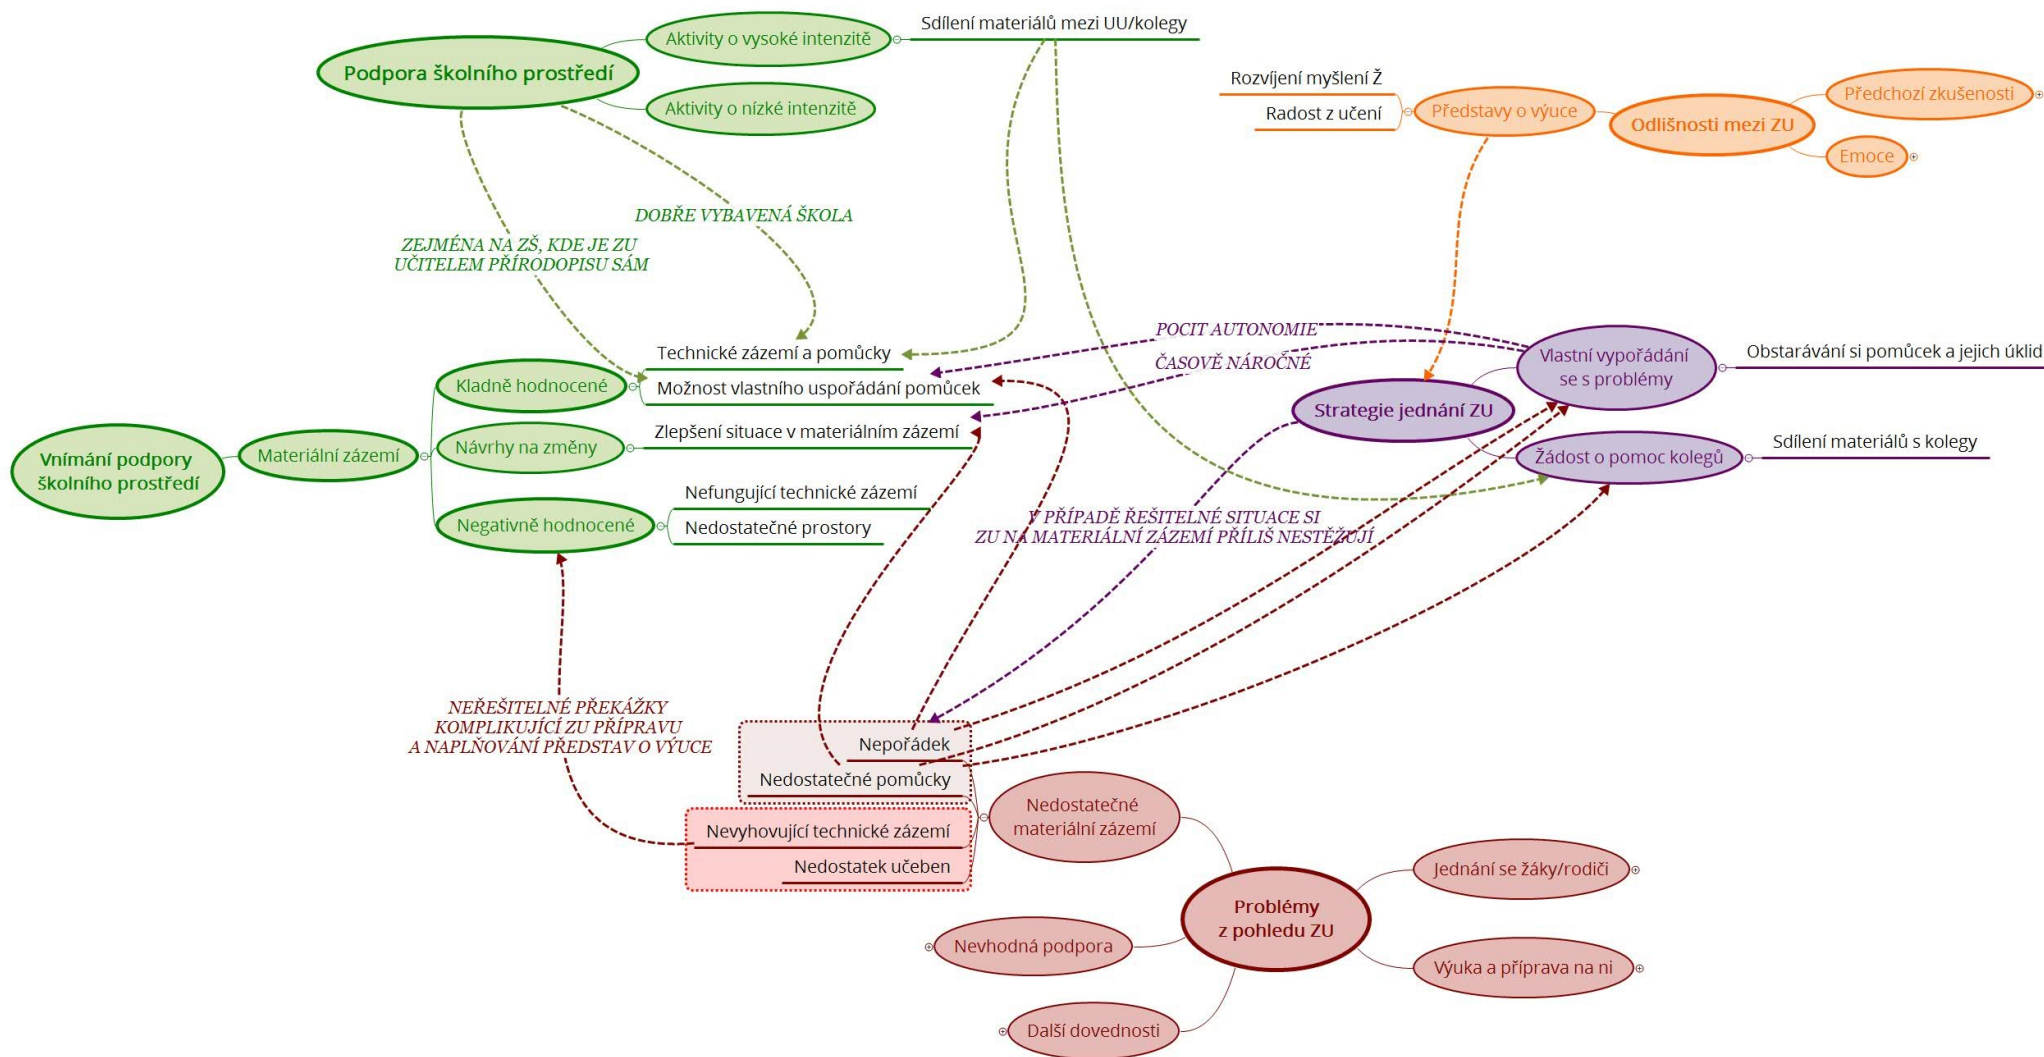 Sdílení materiálů mezi UU/kolegy
Aktivity o vysoké intenzitě
Podpora školního prostředí
Aktivity o nízké intenzitě
Rozvíjení myšlení Ž
Radost z učení
Představy o výuce
Odlišnosti mezi ZU
Předchozí zkušenosti
Emoce
DOBŘE VYBAVENÁ ŠKOLA
ZEJMÉNA NA ZŠ, KDE JE ZU
UČITELEM PŘÍRODOPISU SÁM
POCIT AUTONOMIE
ČASOVĚ NÁROČNÉ
Technické zázemí a pomůcky
Kladně hodnocené
Možnost vlastního uspořádání pomůcek
Vlastní vypořádání
se s problémy
Obstarávání si pomůcek a jejich úklid
Strategie jednání ZU
Návrhy na změny
Zlepšení situace v materiálním zázemí
Žádost o pomoc kolegů
Sdílení materiálů s kolegy
Vnímání podpory
školního prostředí
Materiální zázemí
Negativně hodnocené
Nefungující technické zázemí
Nedostatečné prostory
V PŘÍPADĚ ŘEŠITELNÉ SITUACE SI
ZU NA MATERIÁLNÍ ZÁZEMÍ PŘÍLIŠ NESTĚŽUJÍ
NEŘEŠITELNÉ PŘEKÁŽKY
KOMPLIKUJÍCÍ ZU PŘÍPRAVU
A NAPLŇOVÁNÍ PŘEDSTAV O VÝUCE
Nepořádek
Nedostatečné pomůcky
Nevyhovující technické zázemí
Nedostatek učeben
Nedostatečné
materiální zázemí
Problémy
z pohledu ZU
Jednání se žáky/rodiči
Nevhodná podpora
Výuka a příprava na ni
Další dovednosti